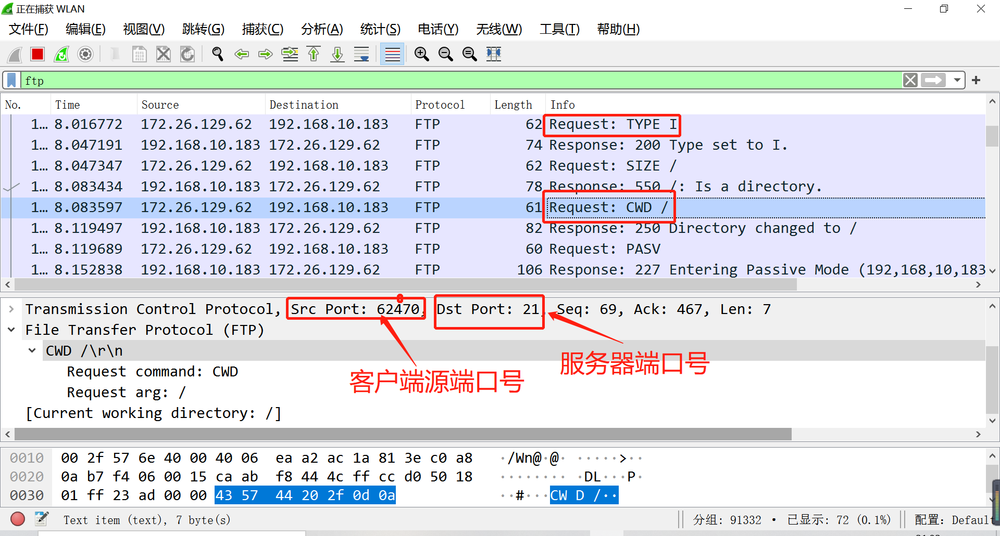 正在捕获 WLAN
文件(F) 编辑(E) 视图(V) 跳转(G) 捕获(C) 分析(A) 统计(S) 电话(Y) 无线(W) 工具(T) 帮助(H)
ftp
No. Time Source Destination Protocol Length Info
1… 8.016772 172.26.129.62 192.168.10.183 FTP 62 Request: TYPE I
1… 8.047191 192.168.10.183 172.26.129.62 FTP 74 Response: 200 Type set to I.
1… 8.047347 172.26.129.62 192.168.10.183 FTP 62 Request: SIZE /
1… 8.083434 192.168.10.183 172.26.129.62 FTP 78 Response: 550 /: Is a directory.
1… 8.083597 172.26.129.62 192.168.10.183 FTP 61 Request: CWD /
1… 8.119497 192.168.10.183 172.26.129.62 FTP 82 Response: 250 Directory changed to /
1… 8.119689 172.26.129.62 192.168.10.183 FTP 60 Request: PASV
1… 8.152838 192.168.10.183 172.26.129.62 FTP 106 Response: 227 Entering Passive Mode (192,168,10,183
Transmission Control Protocol, Src Port: 62470, Dst Port: 21, Seq: 69, Ack: 467, Len: 7
File Transfer Protocol (FTP)
CWD /\r\n
Request command: CWD
Request arg: /
[Current working directory: /]
服务器端口号
客户端源端口号
0010 00 2f 57 6e 40 00 40 06 ea a2 ac 1a 81 3e c0 a8 ·/Wn@·@· ·····>··
0020 0a b7 f4 06 00 15 ca ab f8 44 4c ff cc d0 50 18 ········ ·DL···P·
0030 01 ff 23 ad 00 00 43 57 44 20 2f 0d 0a ··#···CW D /··
Text item (text), 7 byte(s)
分组: 91332 · 已显示: 72 (0.1%)
配置: Default